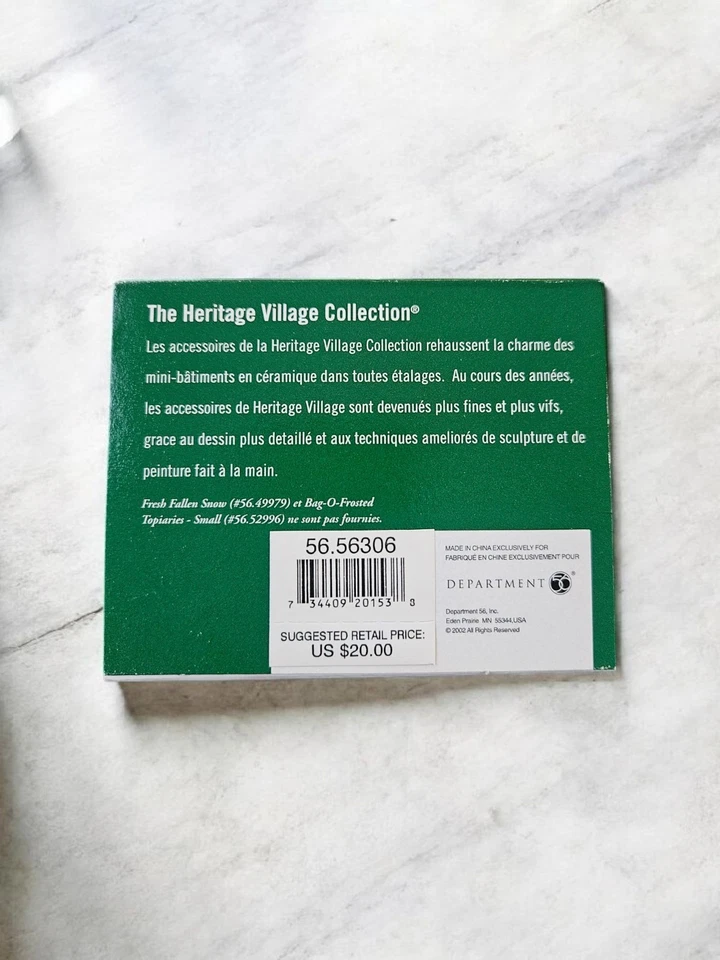 The Heritage Village Collection®
Les accessoires de la Heritage Village Collection rehaussent la charme des
mini-bâtiments en céramique dans toutes étalages. Au cours des années,
les accessoires de Heritage Village sont devenués plus fines et plus vifs,
grace au dessin plus detaillé et aux techniques ameliorés de sculpture et de
peinture fait à la main.
Fresh Fallen Snow (#56.49979) et Bag-O-Frosted
Topiaries - Small (#56.52996) ne sont pas fournies.
56.56306
7 34409 20153 8
SUGGESTED RETAIL PRICE:
US $20.00
MADE IN CHINA EXCLUSIVELY FOR
FABRIQUÉ EN CHINE EXCLUSIVEMENT POUR
DEPARTMENT 56®
Department 56, Inc.
Eden Prairie MN 55344,USA
© 2002 All Rights Reserved